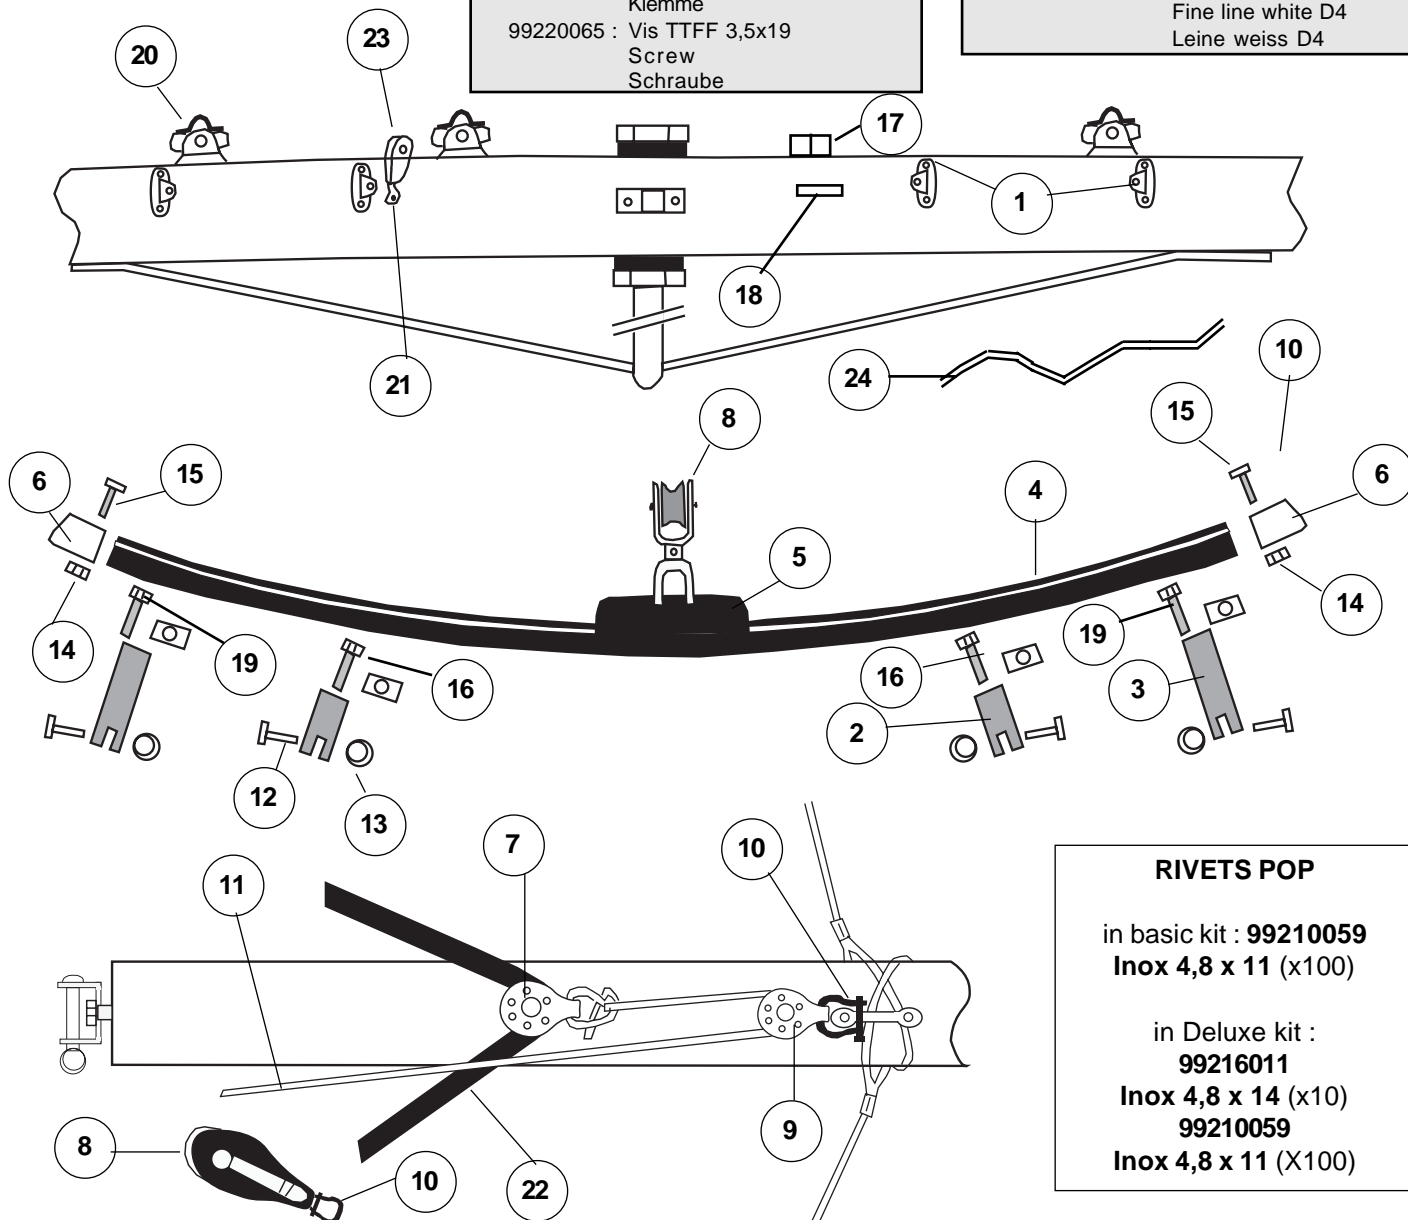 Klemme
99220065 : Vis TTFF 3,5x19
Screw
Schraube
Fine line white D4
Leine weiss D4
20
23
17
1
18
21
24
10
15
6
15
8
4
6
5
14
19
16
14
19
16
3
2
12
13
7
10
11
9
8
10
22
RIVETS POP
in basic kit : 99210059
Inox 4,8 x 11 (x100)
in Deluxe kit :
99216011
Inox 4,8 x 14 (x10)
99210059
Inox 4,8 x 11 (X100)